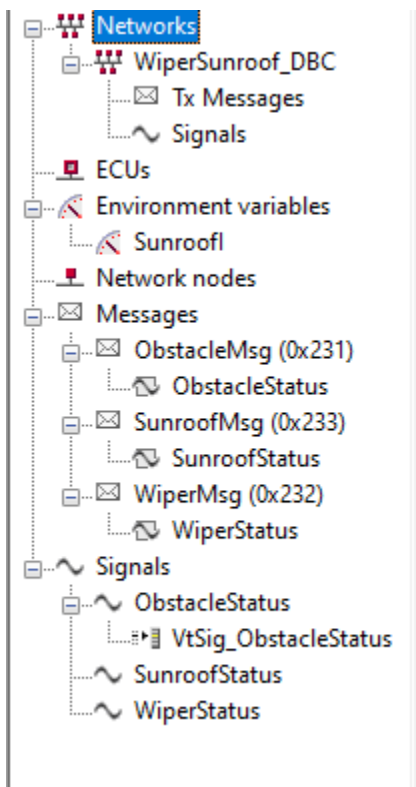 Networks
WiperSunroof_DBC
Tx Messages
Signals
ECUs
Environment variables
Sunroofl
Network nodes
Messages
ObstacleMsg (0x231)
ObstacleStatus
SunroofMsg (0x233)
SunroofStatus
WiperMsg (0x232)
WiperStatus
Signals
ObstacleStatus
VtSig_ObstacleStatus
SunroofStatus
WiperStatus